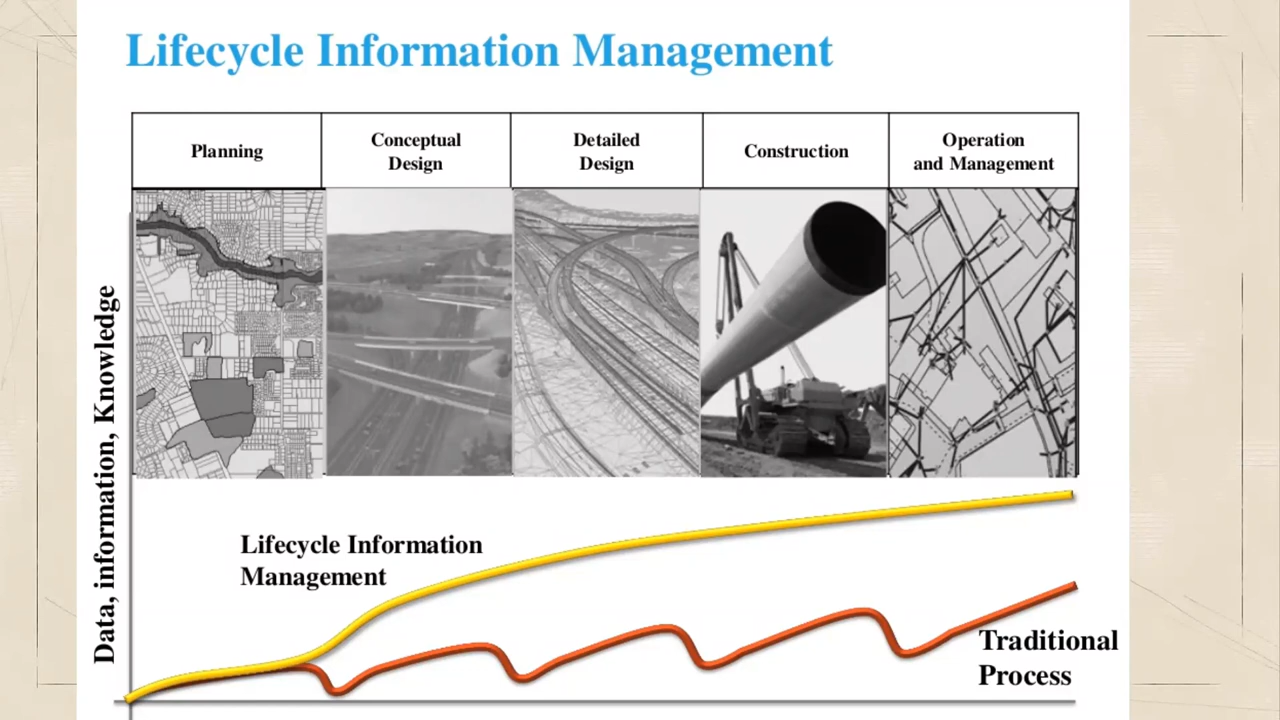 Lifecycle Information Management
Planning
Conceptual
Design
Detailed
Design
Construction
Operation
and Management
Data, information, Knowledge
Lifecycle Information
Management
Traditional
Process